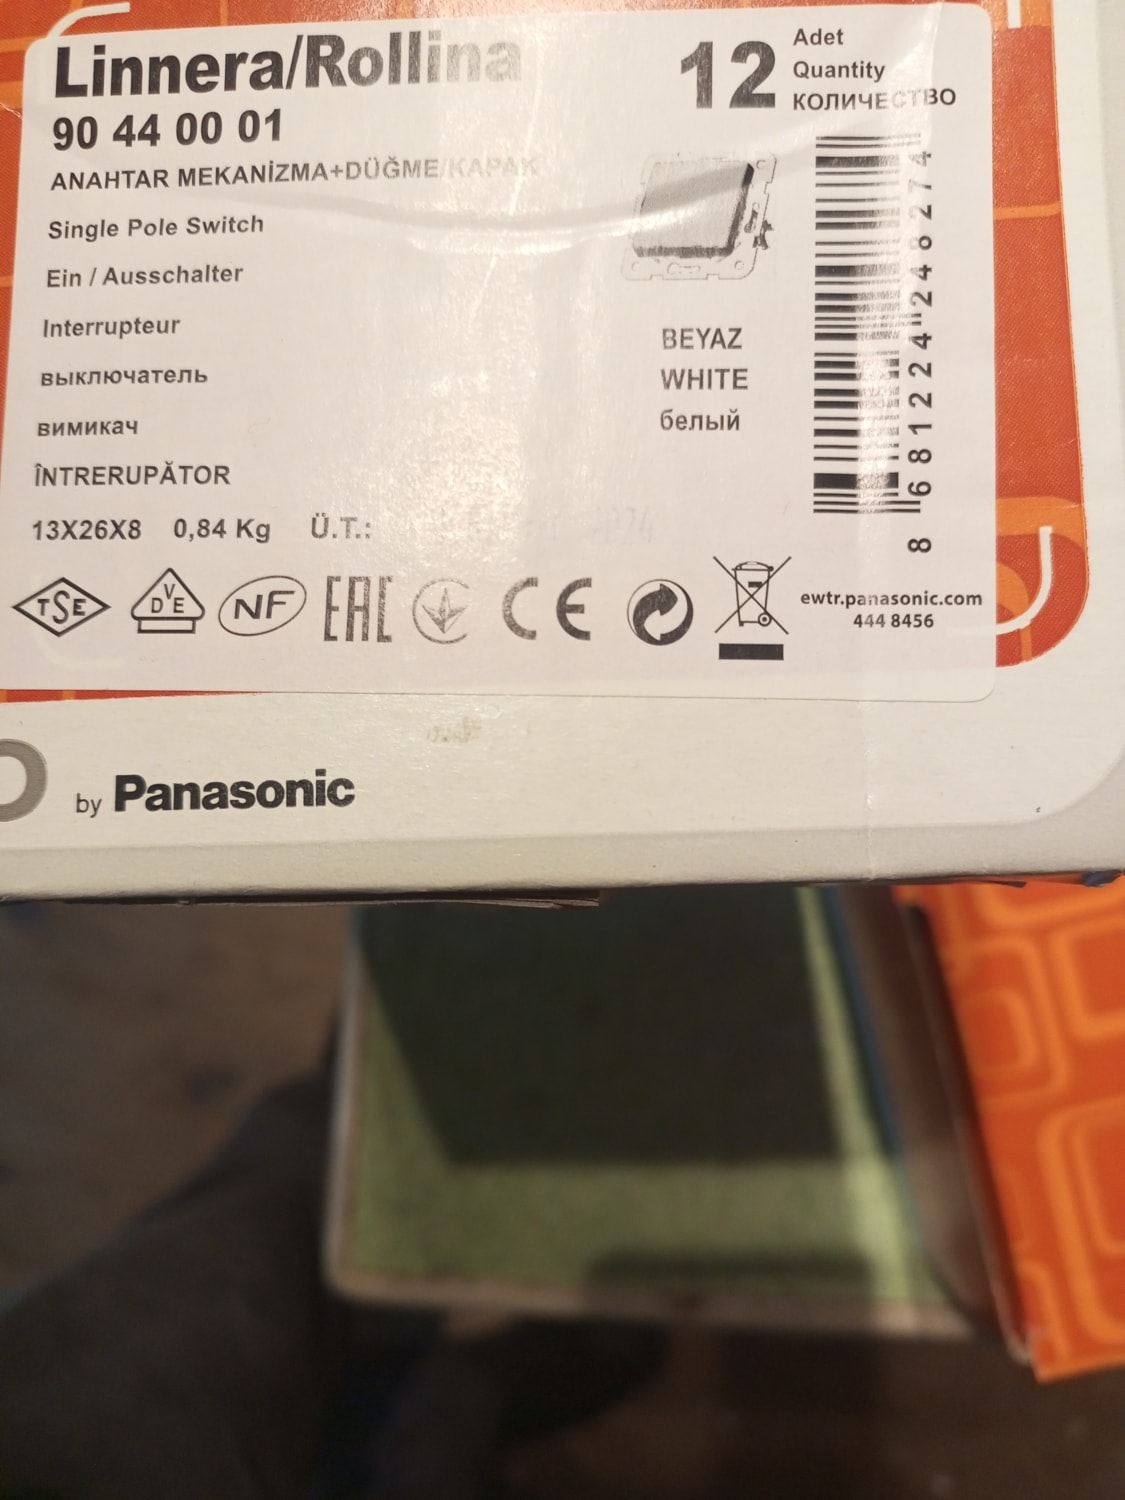 Linnera/Rollina
90 44 00 01
ANAHTAR MEKANİZMA+DÜĞME/KAPAK
Single Pole Switch
Ein / Ausschalter
Interrupteur
выключатель
вимикач
ÎNTRERUPĂTOR
13X26X8 0,84 Kg Ü.T.:
12
Adet
Quantity
КОЛИЧЕСТВО
BEYAZ
WHITE
белый
8 681224 248274
TSE
DVE
NF
EAC
CE
ewtr.panasonic.com
444 8456
by Panasonic